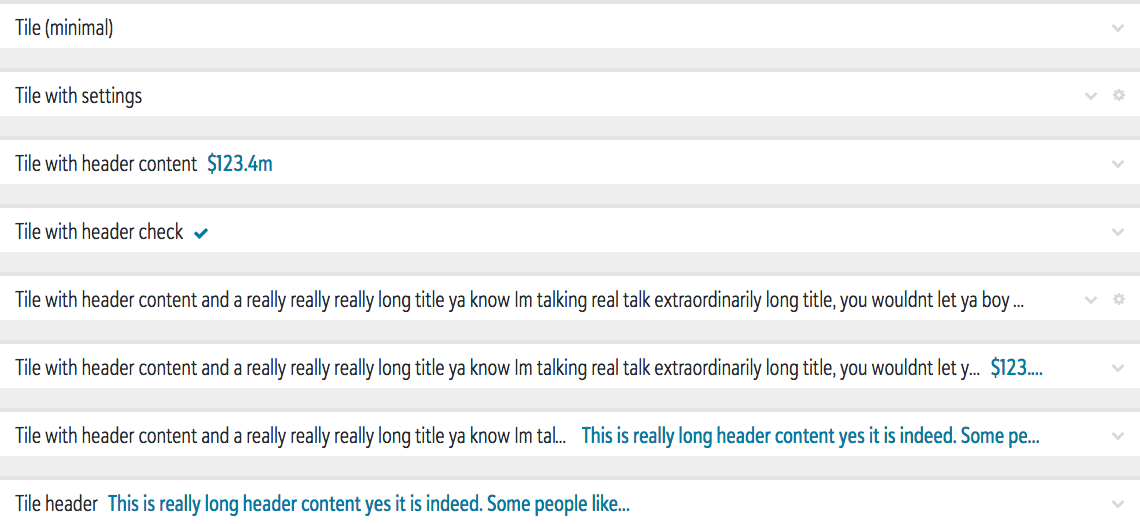 Tile (minimal)
Tile with settings
Tile with header content $123.4m
Tile with header check
Tile with header content and a really really really long title ya know Im talking real talk extraordinarily long title, you wouldnt let ya boy ...
Tile with header content and a really really really long title ya know Im talking real talk extraordinarily long title, you wouldnt let y... $123....
Tile with header content and a really really really long title ya know Im tal... This is really long header content yes it is indeed. Some pe...
Tile header This is really long header content yes it is indeed. Some people like...